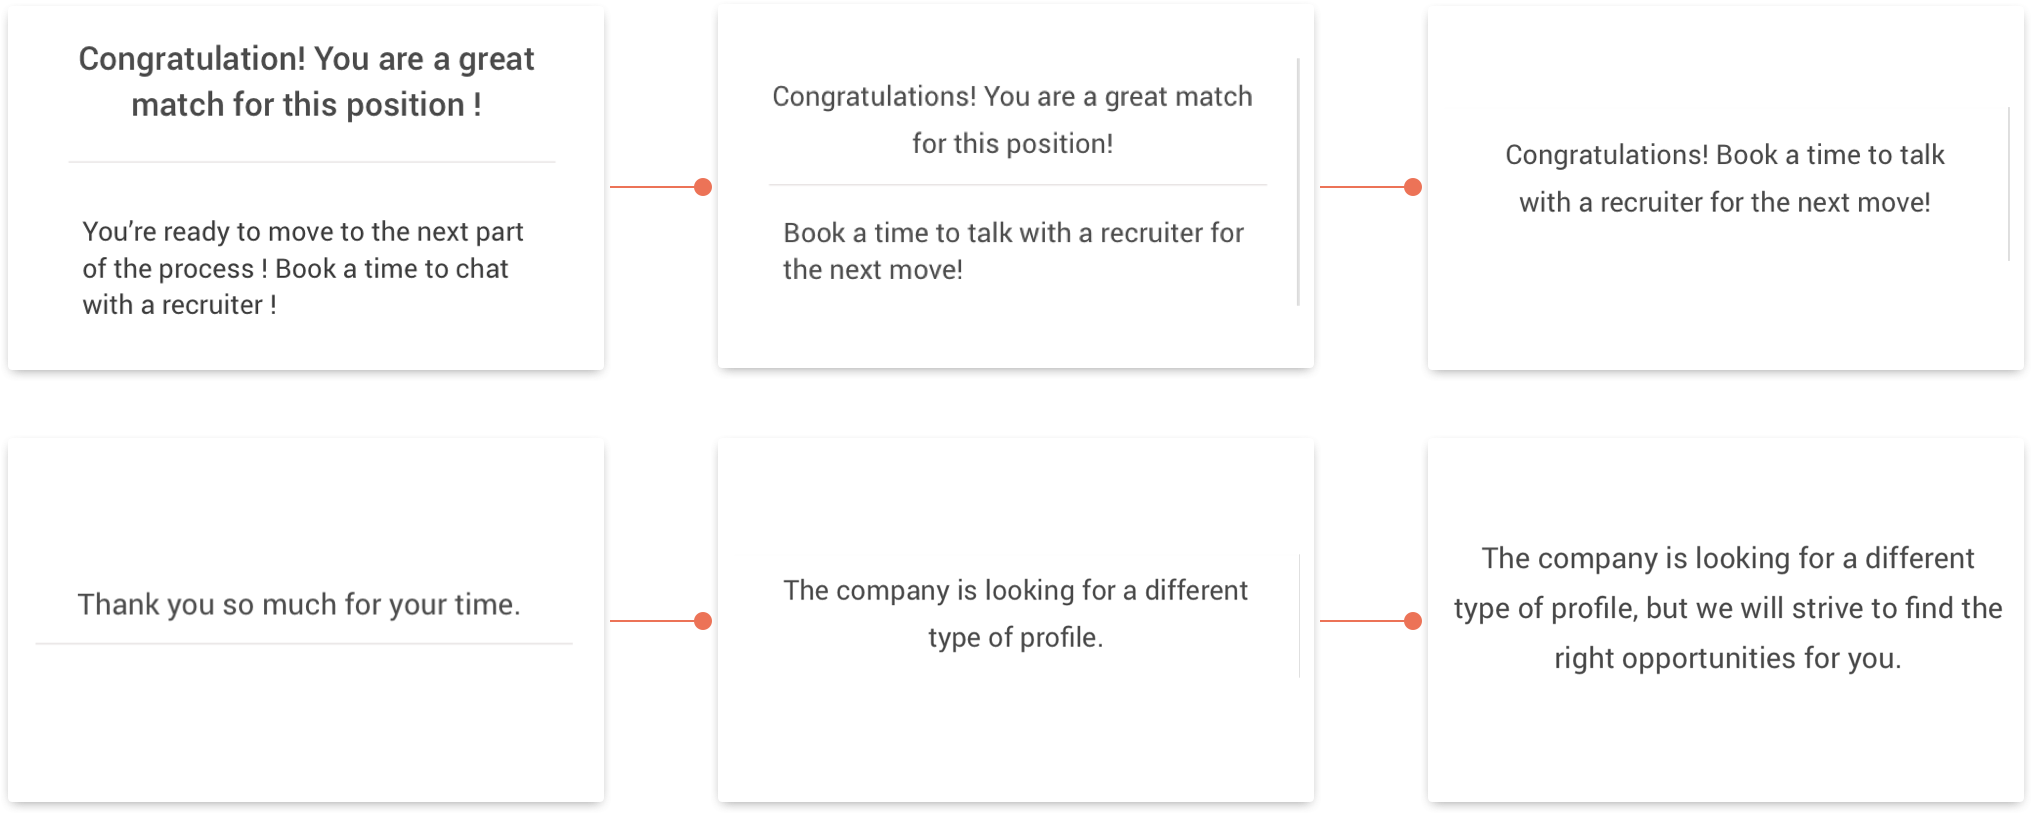 Congratulation! You are a great
match for this position !
You’re ready to move to the next part
of the process ! Book a time to chat
with a recruiter !
Congratulations! You are a great match
for this position!
Book a time to talk with a recruiter for
the next move!
Congratulations! Book a time to talk
with a recruiter for the next move!
Thank you so much for your time.
The company is looking for a different
type of profile.
The company is looking for a different
type of profile, but we will strive to find the
right opportunities for you.